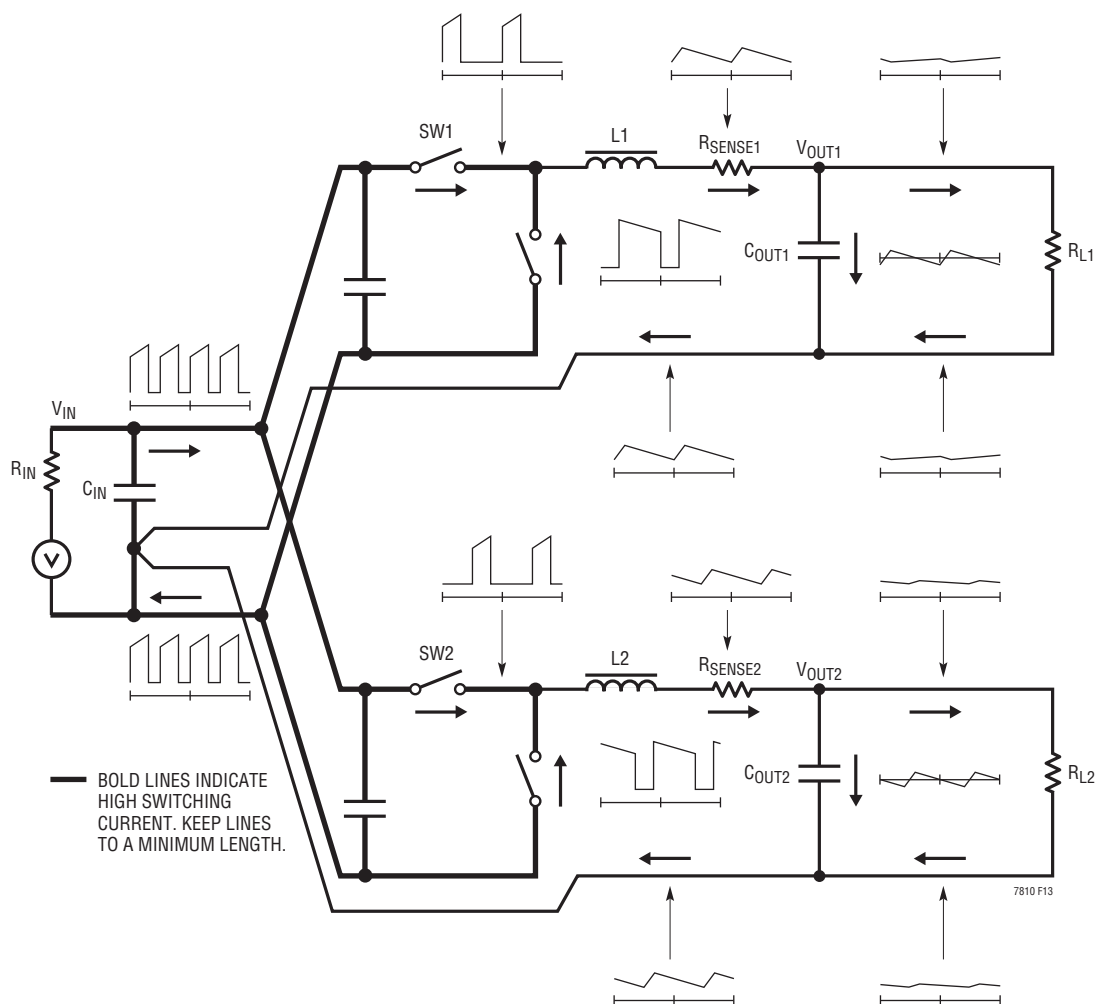 SW1
L1
RSENSE1
VOUT1
COUT1
RL1
VIN
RIN
CIN
V
SW2
L2
RSENSE2
VOUT2
COUT2
RL2
BOLD LINES INDICATE
HIGH SWITCHING
CURRENT. KEEP LINES
TO A MINIMUM LENGTH.
7810 F13